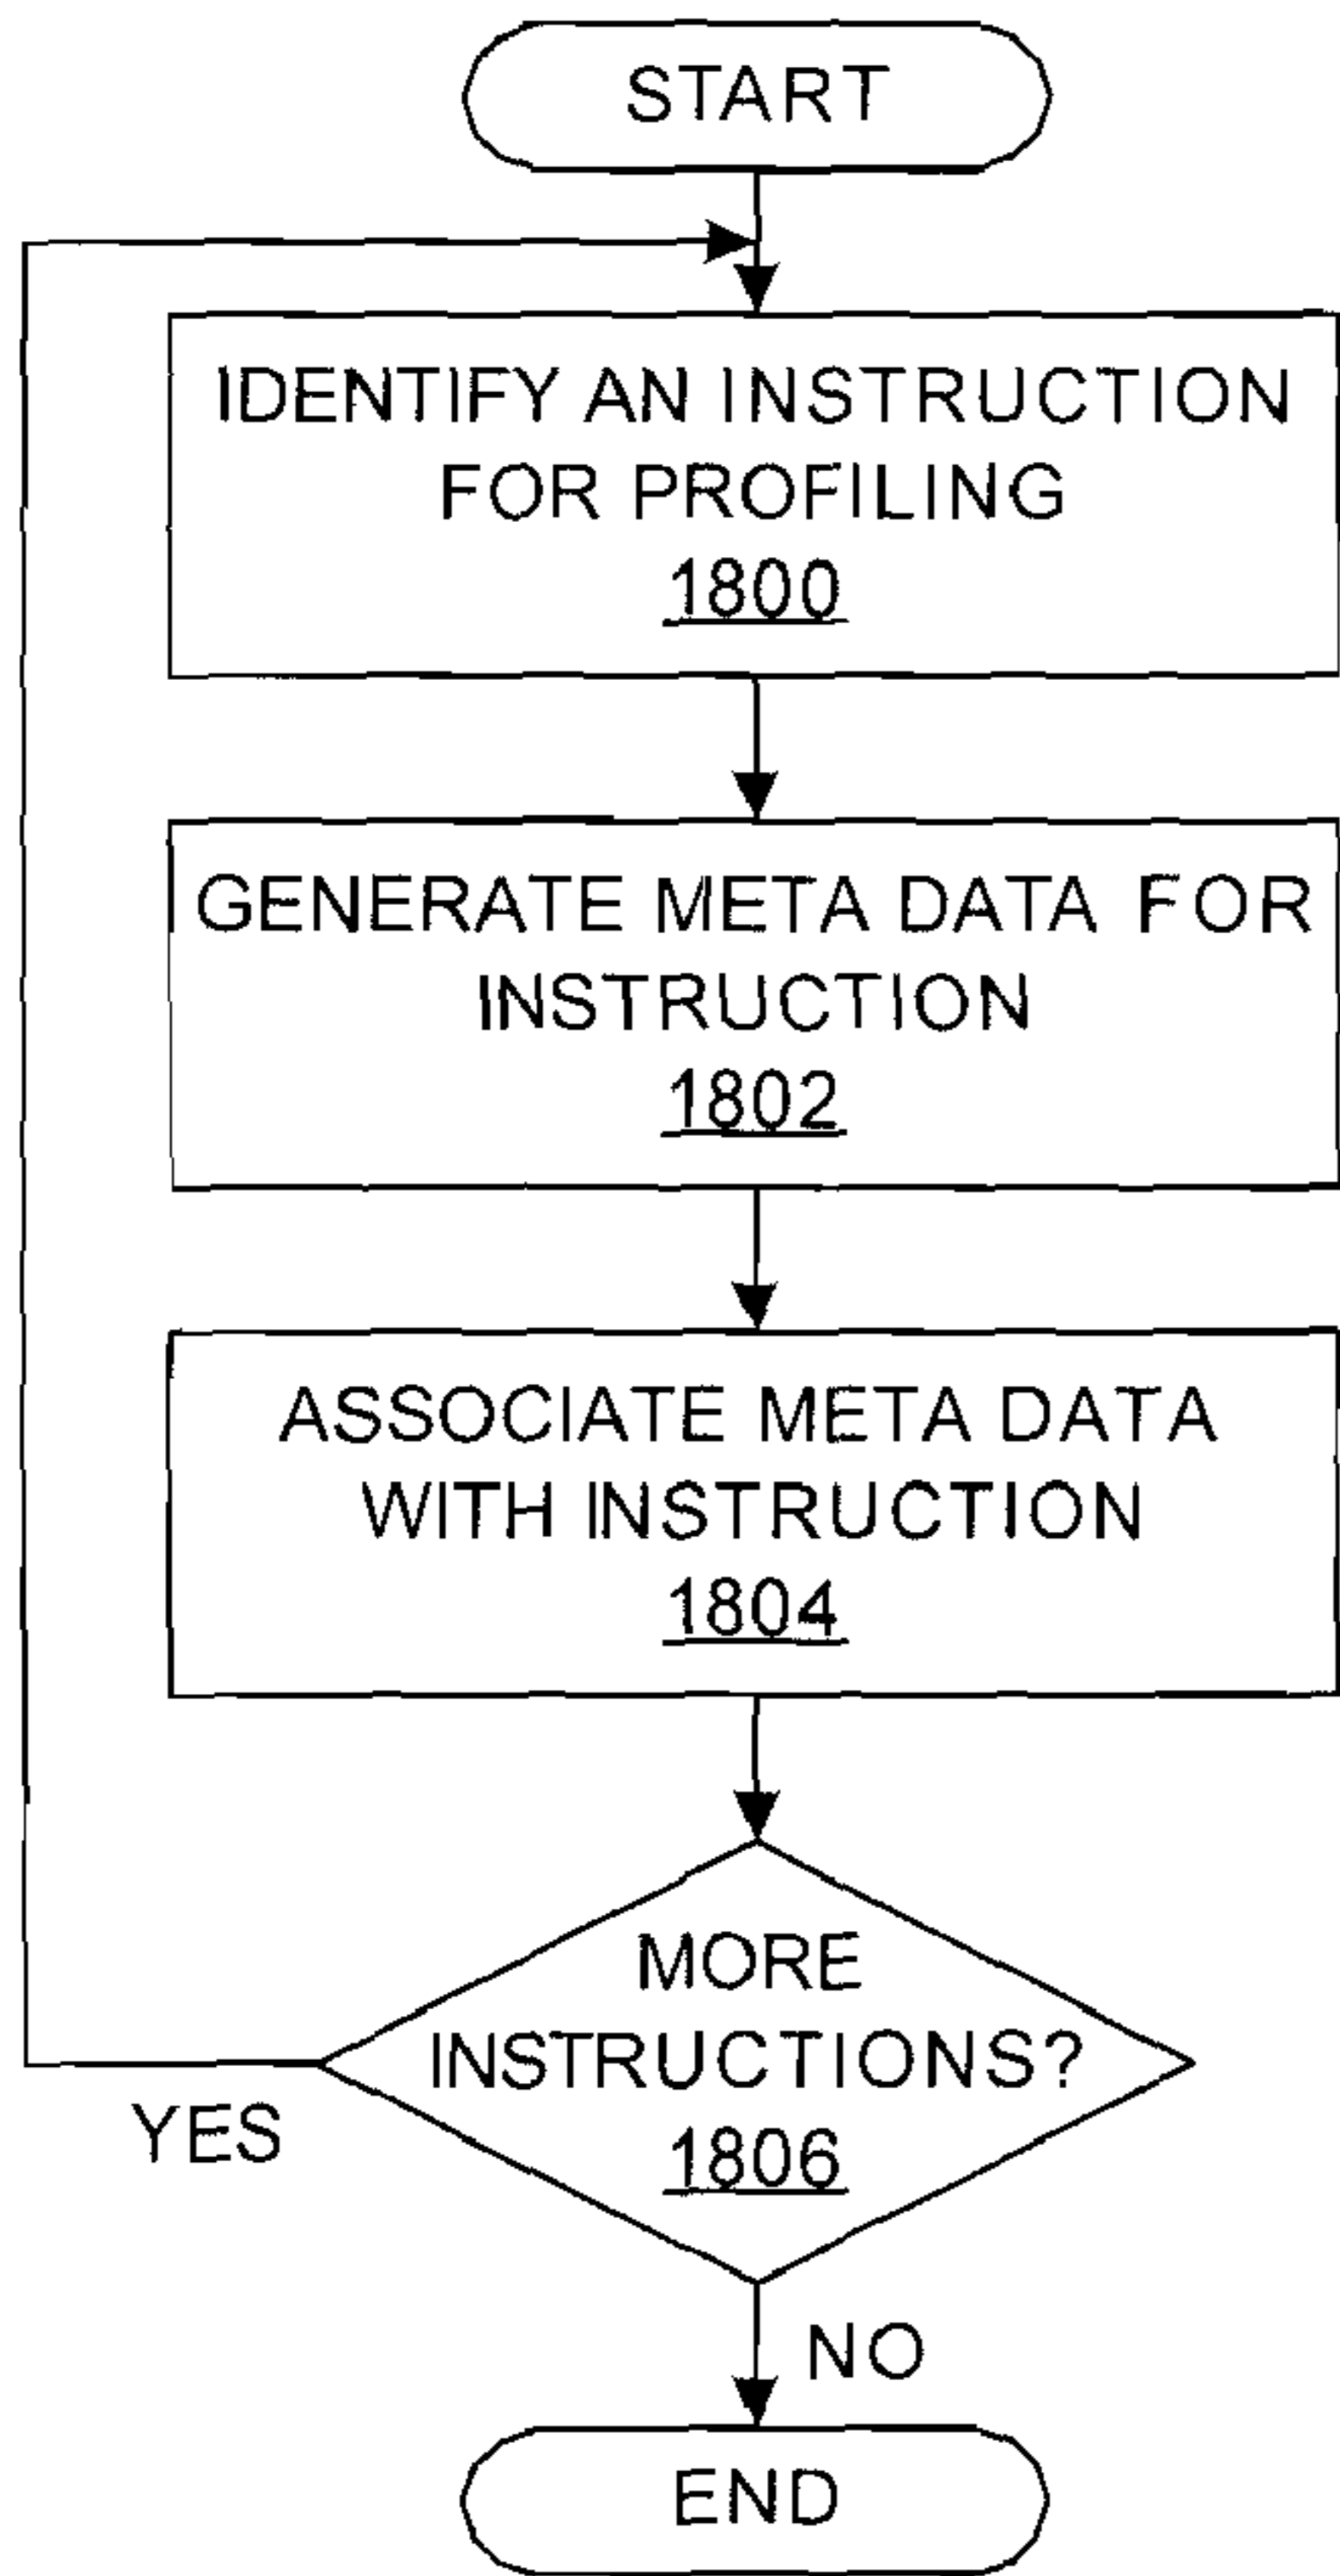 START
IDENTIFY AN INSTRUCTION
FOR PROFILING
1800
GENERATE META DATA FOR
INSTRUCTION
1802
ASSOCIATE META DATA
WITH INSTRUCTION
1804
MORE
INSTRUCTIONS?
1806
YES
NO
END